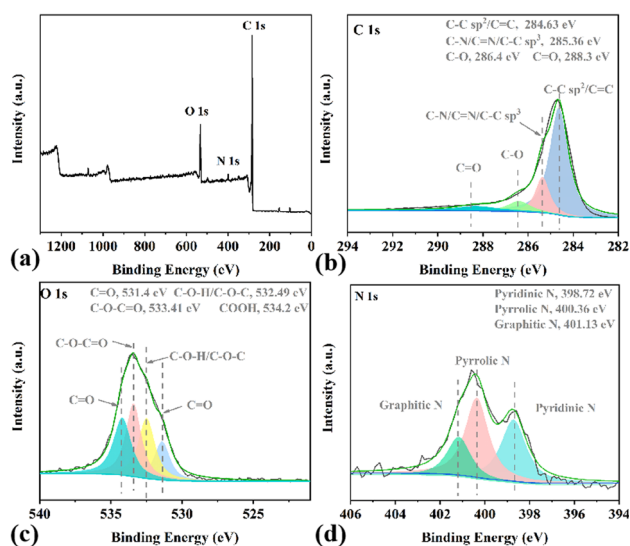 (a)
C 1s
O 1s
N 1s
Intensity (a.u.)
1300 1000 800 600 400 200 0
Binding Energy (eV)
(b)
C 1s
C-C sp²/C=C, 284.63 eV
C-N/C=N/C-C sp³, 285.36 eV
C-O, 286.4 eV C=O, 288.3 eV
C-C sp²/C=C
C-N/C=N/C-C sp³
C-O
C=O
Intensity (a.u.)
294 292 290 288 286 284 282
Binding Energy (eV)
(c)
O 1s
C=O, 531.4 eV C-O-H/C-O-C, 532.49 eV
C-O-C=O, 533.41 eV COOH, 534.2 eV
C-O-C=O
C-O-H/C-O-C
C=O
C=O
Intensity (a.u.)
540 535 530 525
Binding Energy (eV)
(d)
N 1s
Pyridinic N, 398.72 eV
Pyrrolic N, 400.36 eV
Graphitic N, 401.13 eV
Pyrrolic N
Graphitic N
Pyridinic N
Intensity (a.u.)
406 404 402 400 398 396 394
Binding Energy (eV)